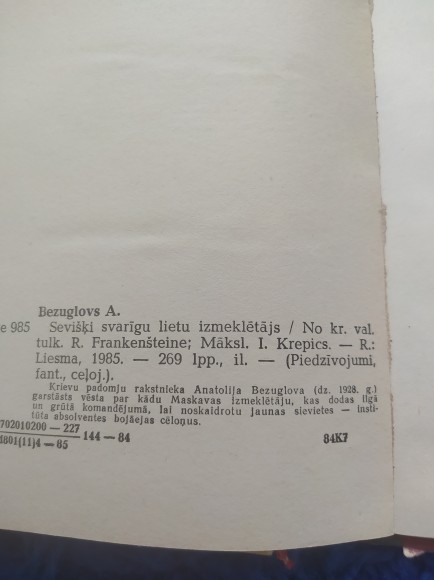 Bezuglovs A.
e 985 Sevišķi svarīgu lietu izmeklētājs / No kr. val.
tulk. R. Frankenšteine; Māksl. I. Krepics. — R.:
Liesma, 1985. — 269 lpp., il. — (Piedzīvojumi,
fant., ceļoj.).
Krievu padomju rakstnieka Anatolija Bezuglova (dz. 1928. g.)
garstāsts vēsta par kādu Maskavas izmeklētāju, kas dodas ilgā
un grūtā komandējumā, lai noskaidrotu jaunas sievietes — insti-
tūta absolventes bojāejas cēloņus.
702010200 — 227
144 — 84 84K7
4801(11)4 — 85